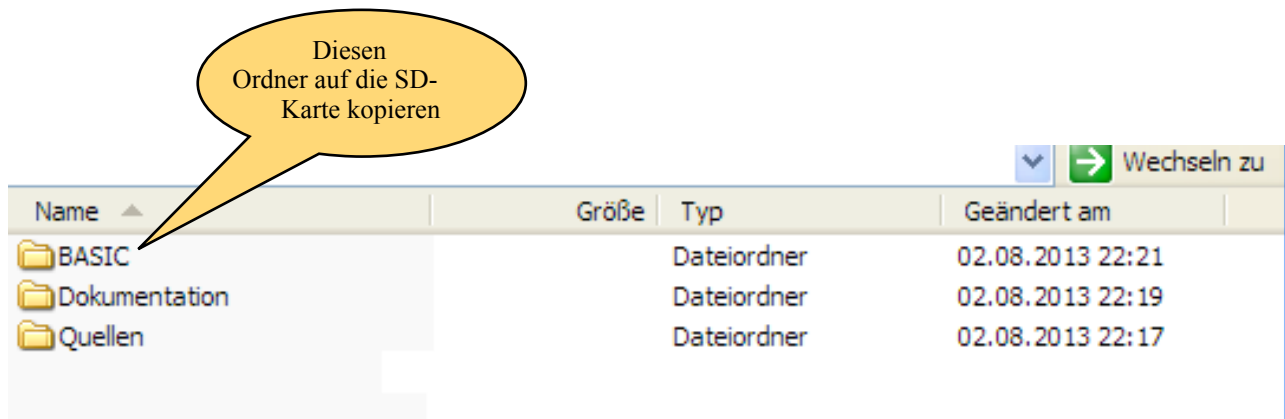 Diesen
Ordner auf die SD-
Karte kopieren
Wechseln zu
Name Größe Typ Geändert am
BASIC Dateiordner 02.08.2013 22:21
Dokumentation Dateiordner 02.08.2013 22:19
Quellen Dateiordner 02.08.2013 22:17